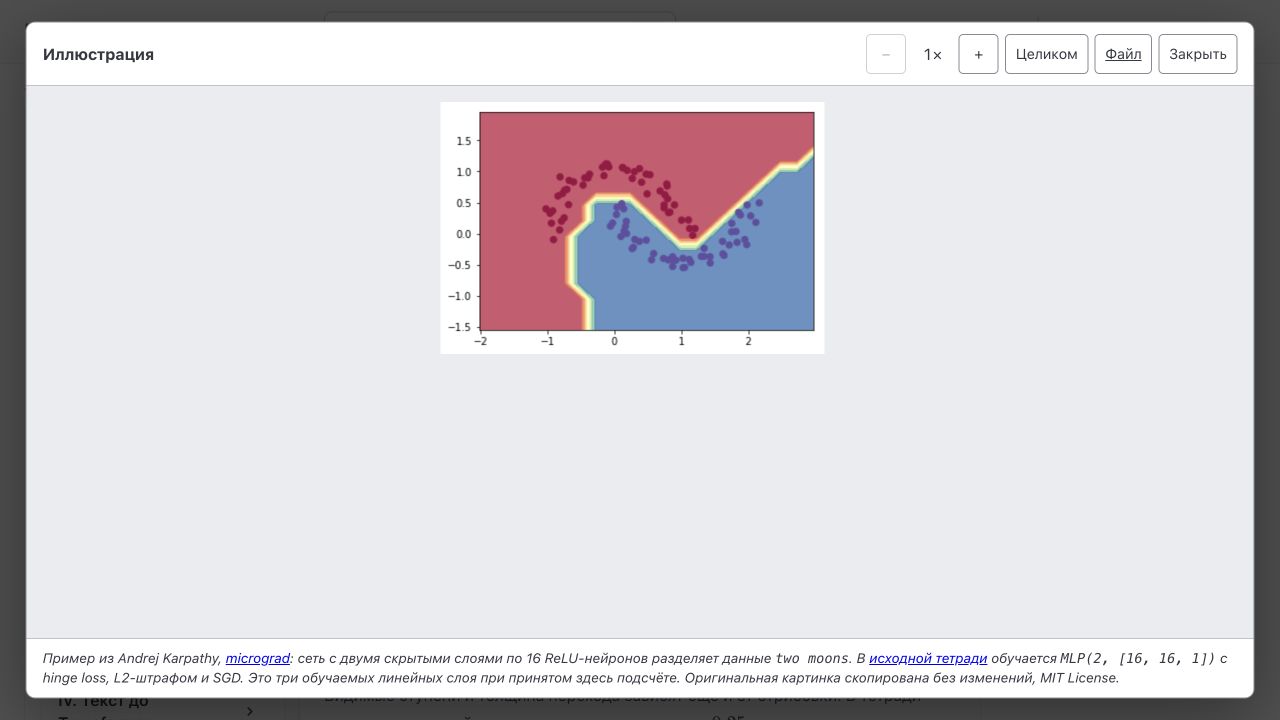 Иллюстрация
−
1×
+
Целиком
Файл
Закрыть
1.5
1.0
0.5
0.0
−0.5
−1.0
−1.5
−2 −1 0 1 2
Пример из Andrej Karpathy, micrograd: сеть с двумя скрытыми слоями по 16 ReLU-нейронов разделяет данные two moons. В исходной тетради обучается MLP(2, [16, 16, 1]) с
hinge loss, L2-штрафом и SGD. Это три обучаемых линейных слоя при принятом здесь подсчёте. Оригинальная картинка скопирована без изменений, MIT License.
IV. Текст до